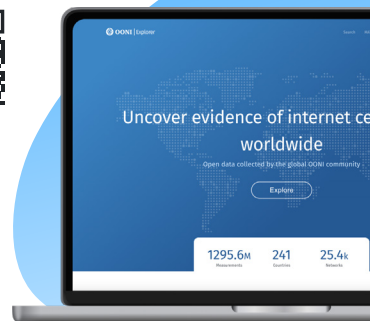 OONI Explorer
Search
Uncover evidence of internet ce
worldwide
Open data collected by the global OONI community
Explore
1295.6M 241 25.4k
Measurements Countries Networks